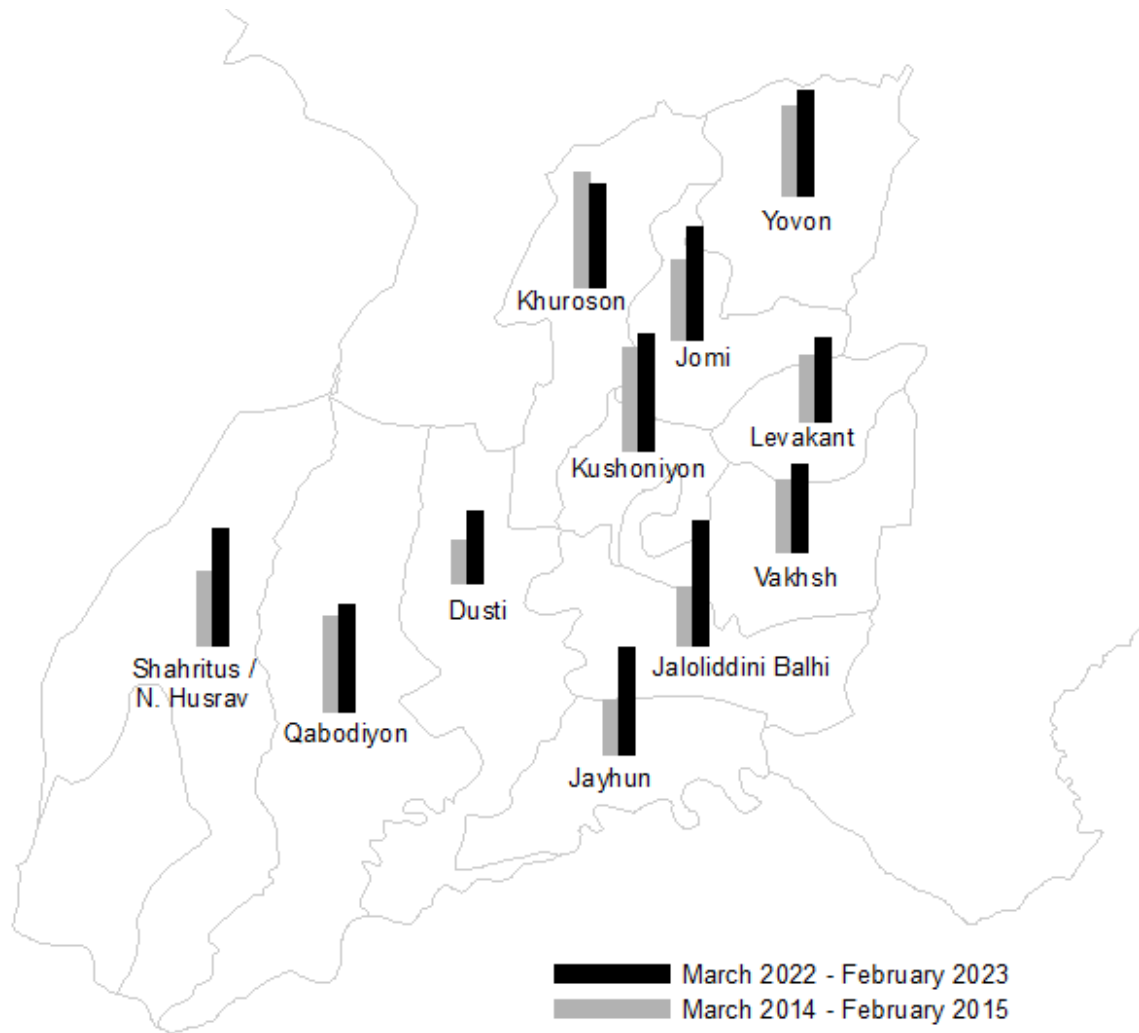 Yovon
Khuroson
Jomi
Levakant
Kushoniyon
Vakhsh
Dusti
Shahritus /
N. Husrav
Jaloliddini Balhi
Qabodiyon
Jayhun
March 2022 - February 2023
March 2014 - February 2015